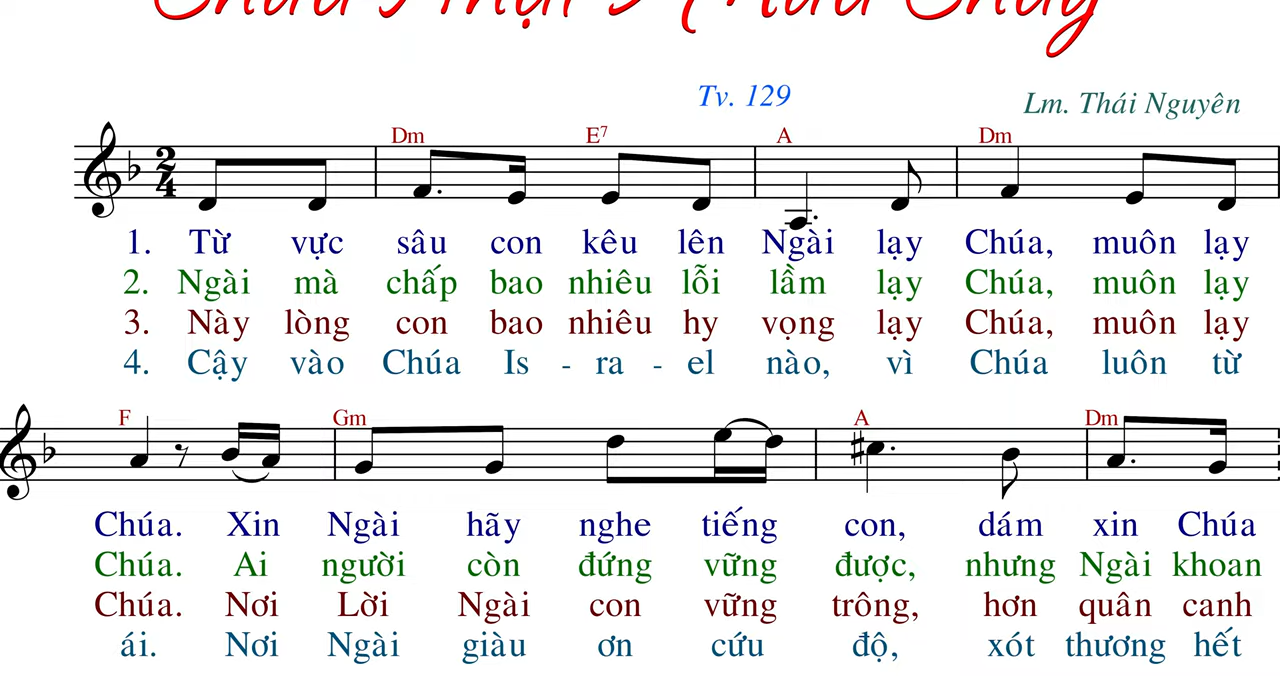 Tv. 129
Lm. Thái Nguyên
Dm E7 A Dm
2
4
1. Từ vực sâu con kêu lên Ngài lạy Chúa, muôn lạy
2. Ngài mà chấp bao nhiêu lỗi lầm lạy Chúa, muôn lạy
3. Này lòng con bao nhiêu hy vọng lạy Chúa, muôn lạy
4. Cậy vào Chúa Is - ra - el nào, vì Chúa luôn từ
F Gm A Dm
Chúa. Xin Ngài hãy nghe tiếng con, dám xin Chúa
Chúa. Ai người còn đứng vững được, nhưng Ngài khoan
Chúa. Nơi Lời Ngài con vững trông, hơn quân canh
ái. Nơi Ngài giàu ơn cứu độ, xót thương hết